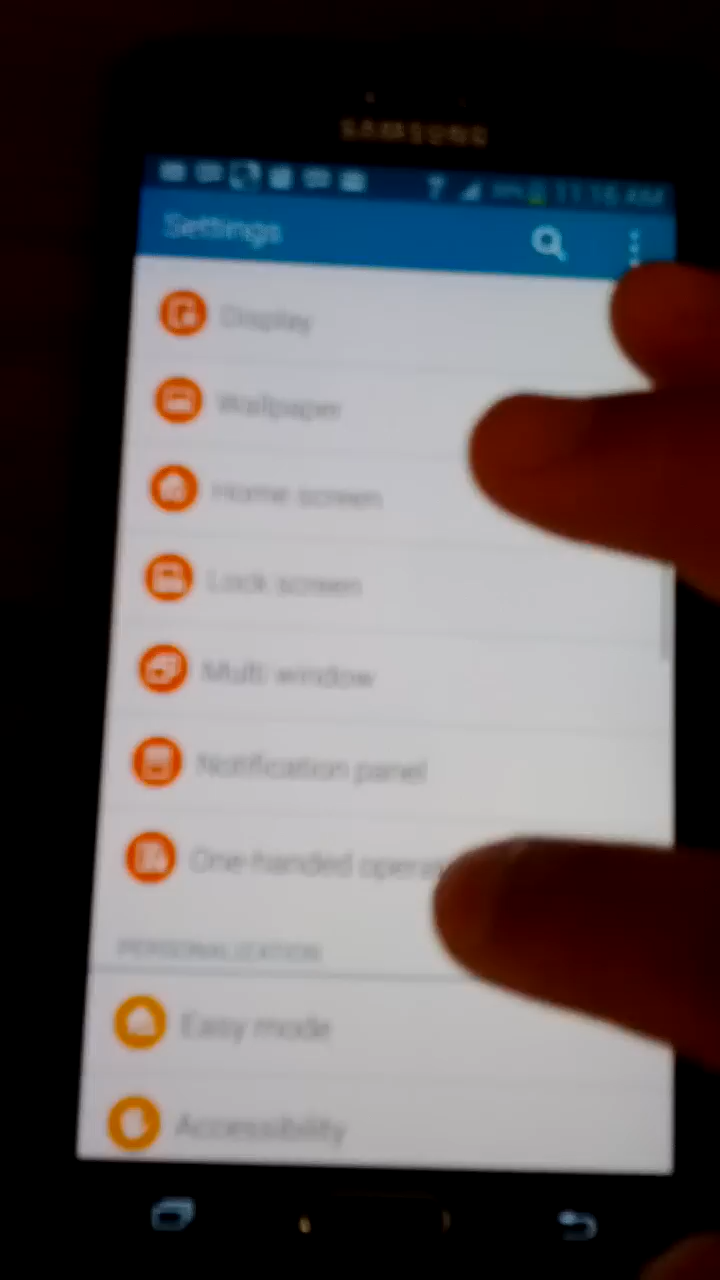 SAMSUNG
11:16 AM
Settings
Display
Wallpaper
Home screen
Lock screen
Multi window
Notification panel
One-handed opera
PERSONALIZATION
Easy mode
Accessibility